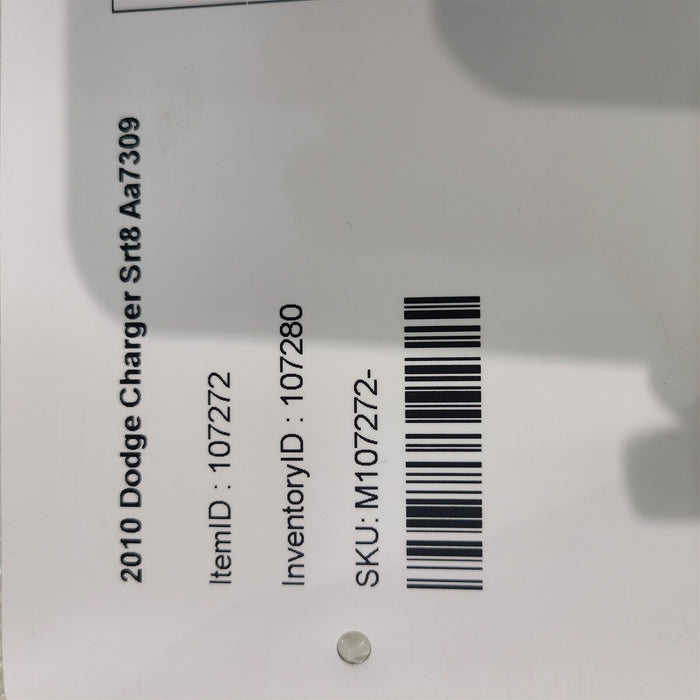 2010 Dodge Charger Srt8 Aa7309
ItemID : 107272
InventoryID : 107280
SKU: M107272-